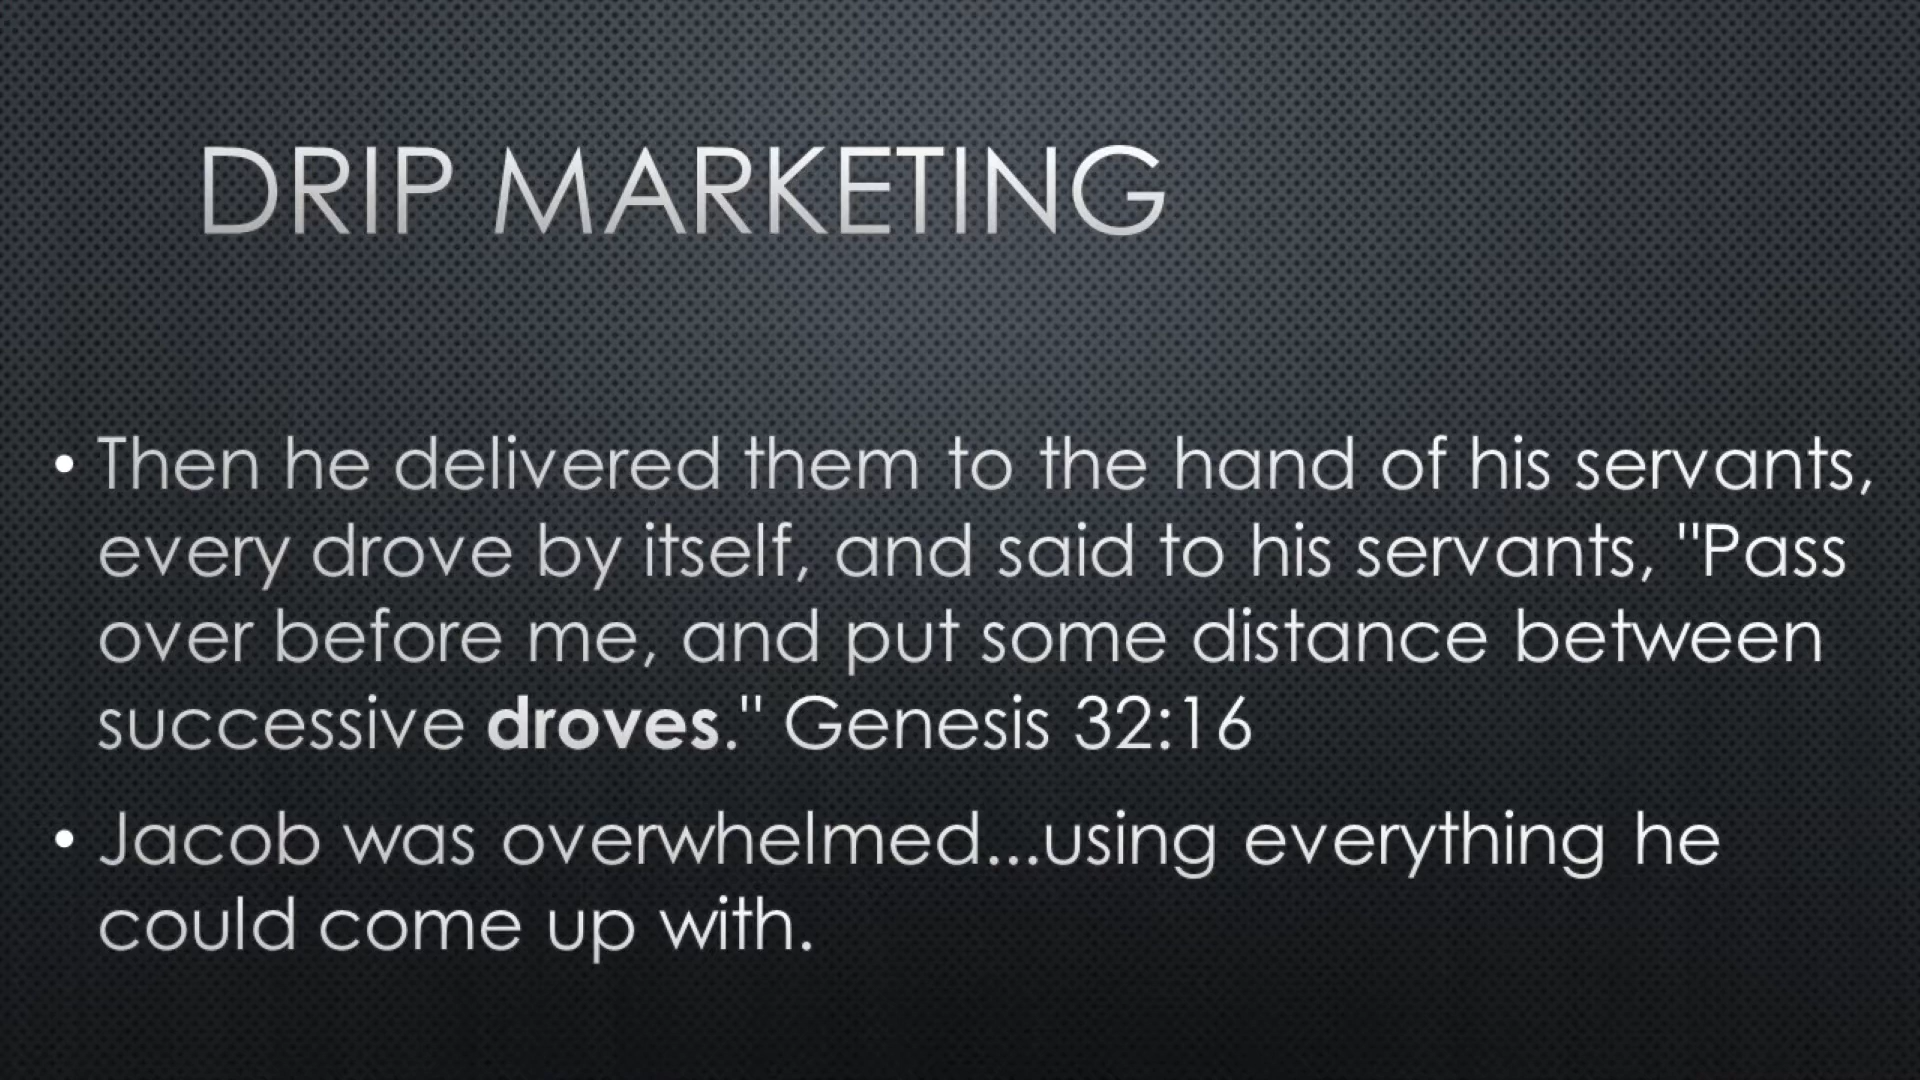 DRIP MARKETING
• Then he delivered them to the hand of his servants,
every drove by itself, and said to his servants, "Pass
over before me, and put some distance between
successive droves." Genesis 32:16
• Jacob was overwhelmed...using everything he
could come up with.